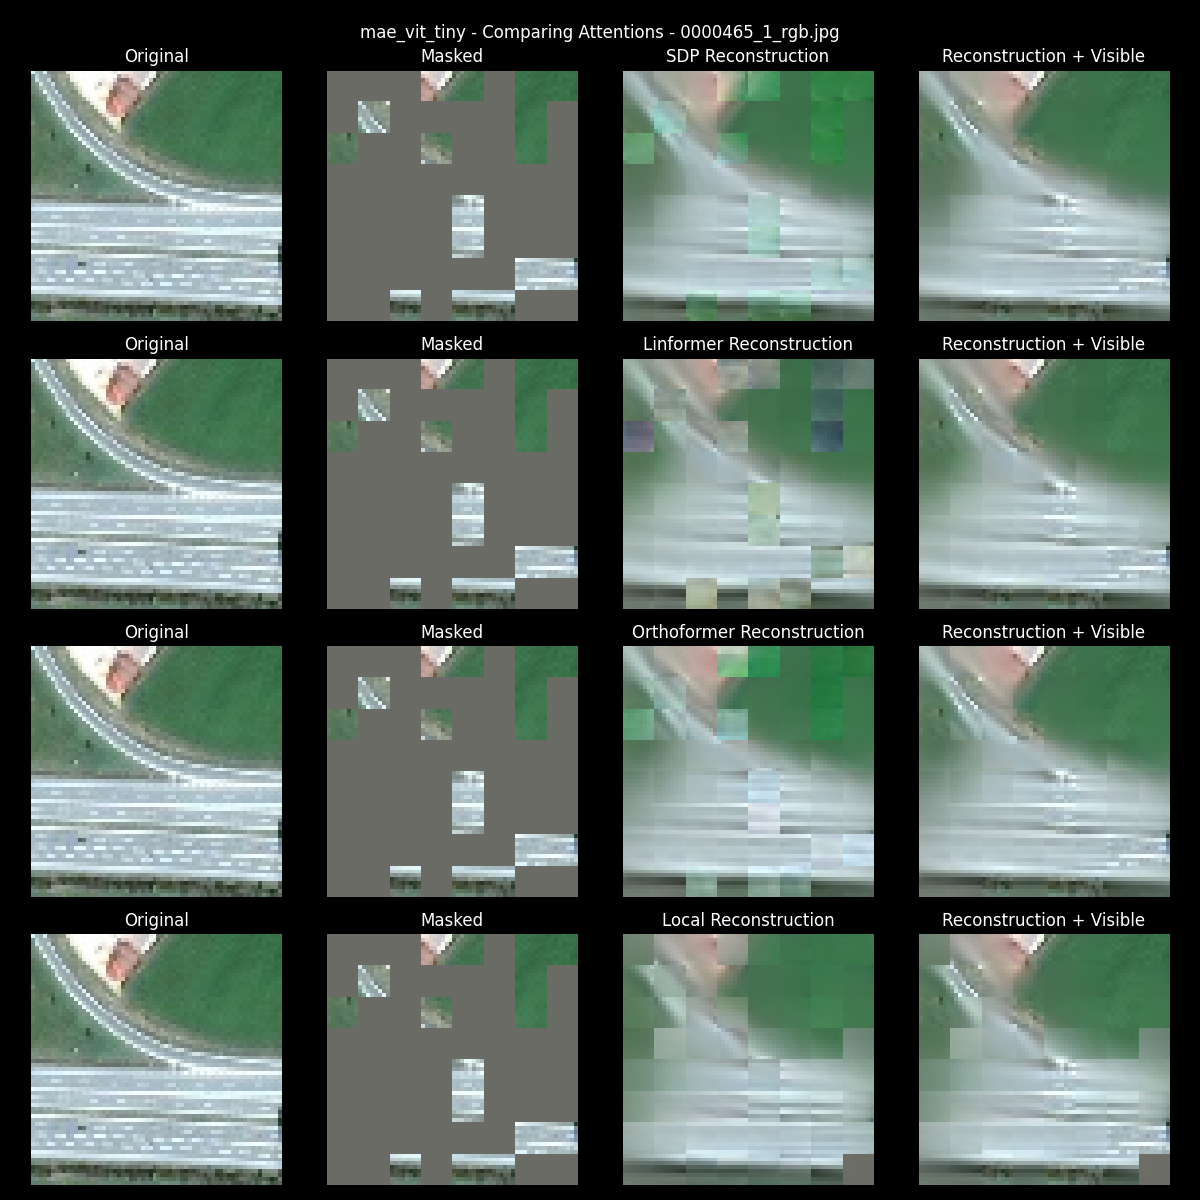 mae_vit_tiny - Comparing Attentions - 0000465_1_rgb.jpg
Original Masked SDP Reconstruction Reconstruction + Visible
Original Masked Linformer Reconstruction Reconstruction + Visible
Original Masked Orthoformer Reconstruction Reconstruction + Visible
Original Masked Local Reconstruction Reconstruction + Visible